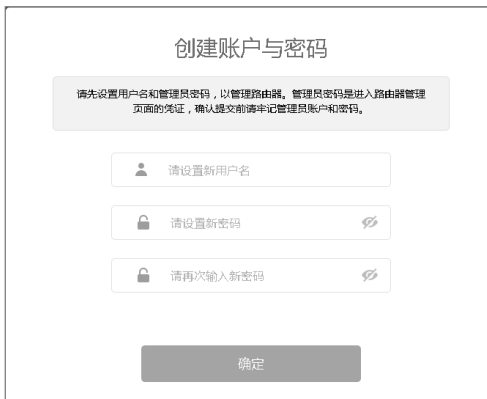 创建账户与密码
请先设置用户名和管理员密码，以管理路由器。管理员密码是进入路由器管理
页面的凭证，确认提交前请牢记管理员账户和密码。
请设置新用户名
请设置新密码
请再次输入新密码
确定